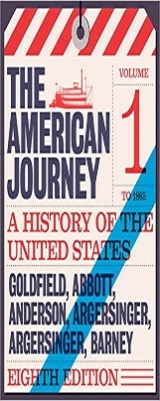 THE
AMERICAN
JOURNEY
VOLUME
1
TO 1865
A HISTORY OF THE
UNITED STATES
GOLDFIELD, ABBOTT,
ANDERSON, ARGERSINGER,
ARGERSINGER, BARNEY
EIGHTH EDITION